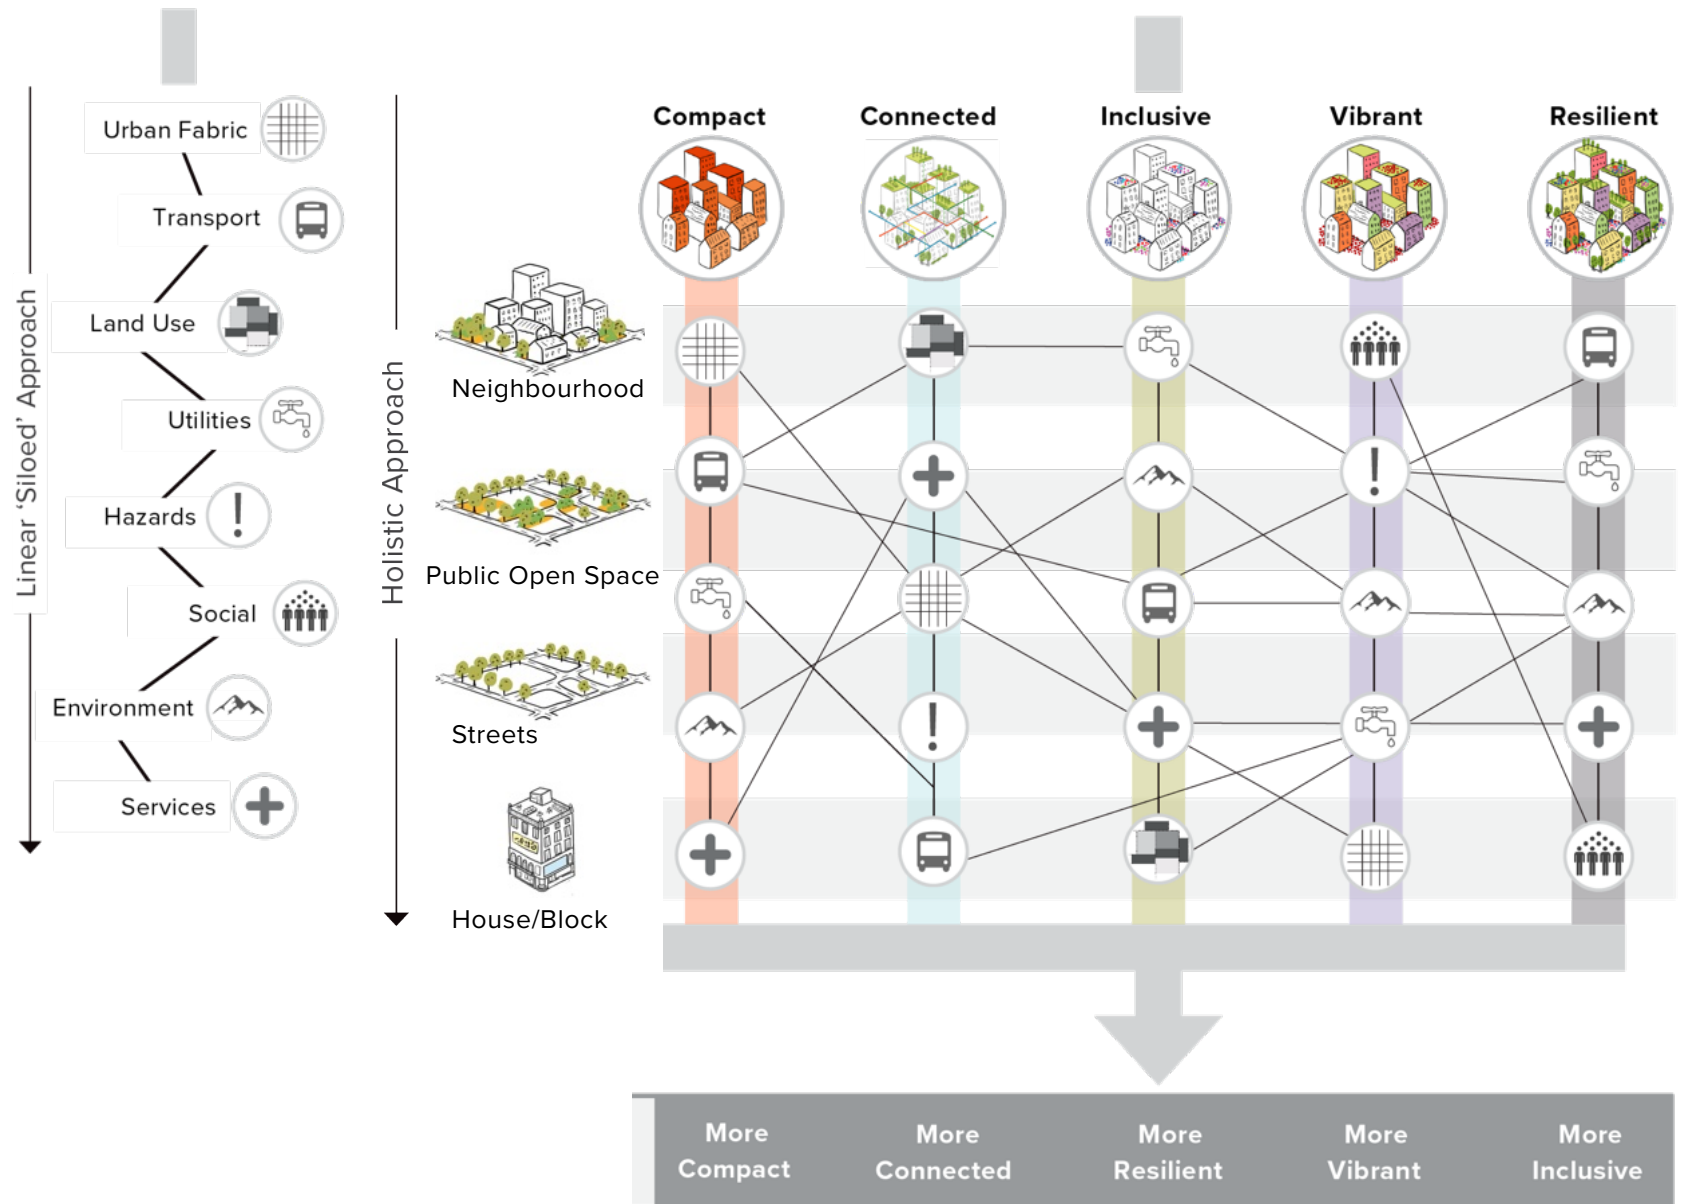 Linear ‘Siloed’ Approach
Urban Fabric
Transport
Land Use
Utilities
Hazards
Social
Environment
Services
Holistic Approach
Neighbourhood
Public Open Space
Streets
House/Block
Compact
Connected
Inclusive
Vibrant
Resilient
More
Compact
More
Connected
More
Resilient
More
Vibrant
More
Inclusive